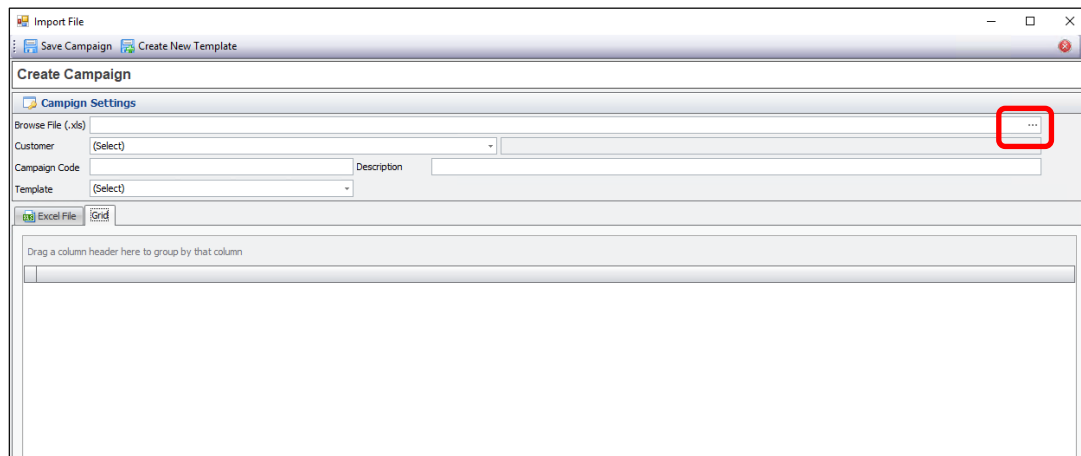 Import File
Save Campaign Create New Template
Create Campaign
Campign Settings
Browse File (.xls) ...
Customer (Select)
Campaign Code Description
Template (Select)
Excel File Grid
Drag a column header here to group by that column